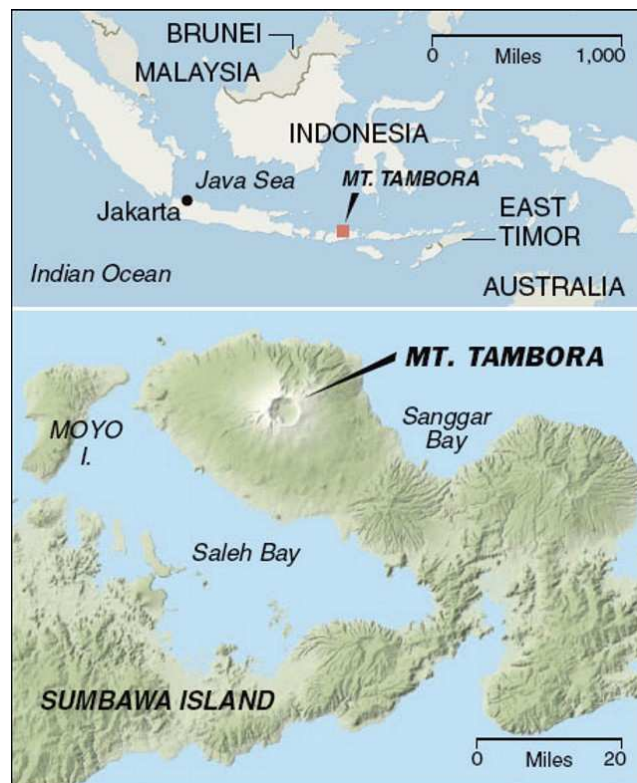 BRUNEI
MALAYSIA
0 Miles 1,000
INDONESIA
Java Sea
MT. TAMBORA
Jakarta
EAST
TIMOR
Indian Ocean
AUSTRALIA
MT. TAMBORA
Sanggar
Bay
MOYO
I.
Saleh Bay
SUMBAWA ISLAND
0 Miles 20